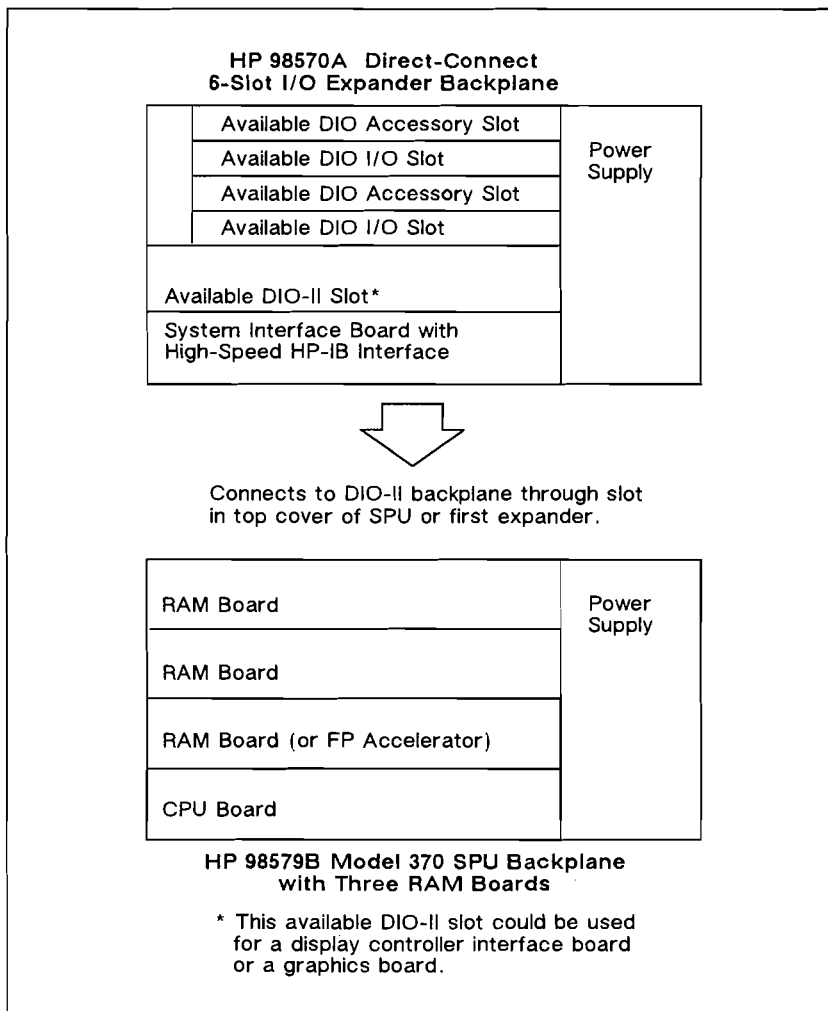 HP 98570A Direct-Connect
6-Slot I/O Expander Backplane
Available DIO Accessory Slot
Available DIO I/O Slot
Available DIO Accessory Slot
Available DIO I/O Slot
Power
Supply
Available DIO-II Slot*
System Interface Board with
High-Speed HP-IB Interface
Connects to DIO-II backplane through slot
in top cover of SPU or first expander.
RAM Board
Power
Supply
RAM Board
RAM Board (or FP Accelerator)
CPU Board
HP 98579B Model 370 SPU Backplane
with Three RAM Boards
* This available DIO-II slot could be used
for a display controller interface board
or a graphics board.